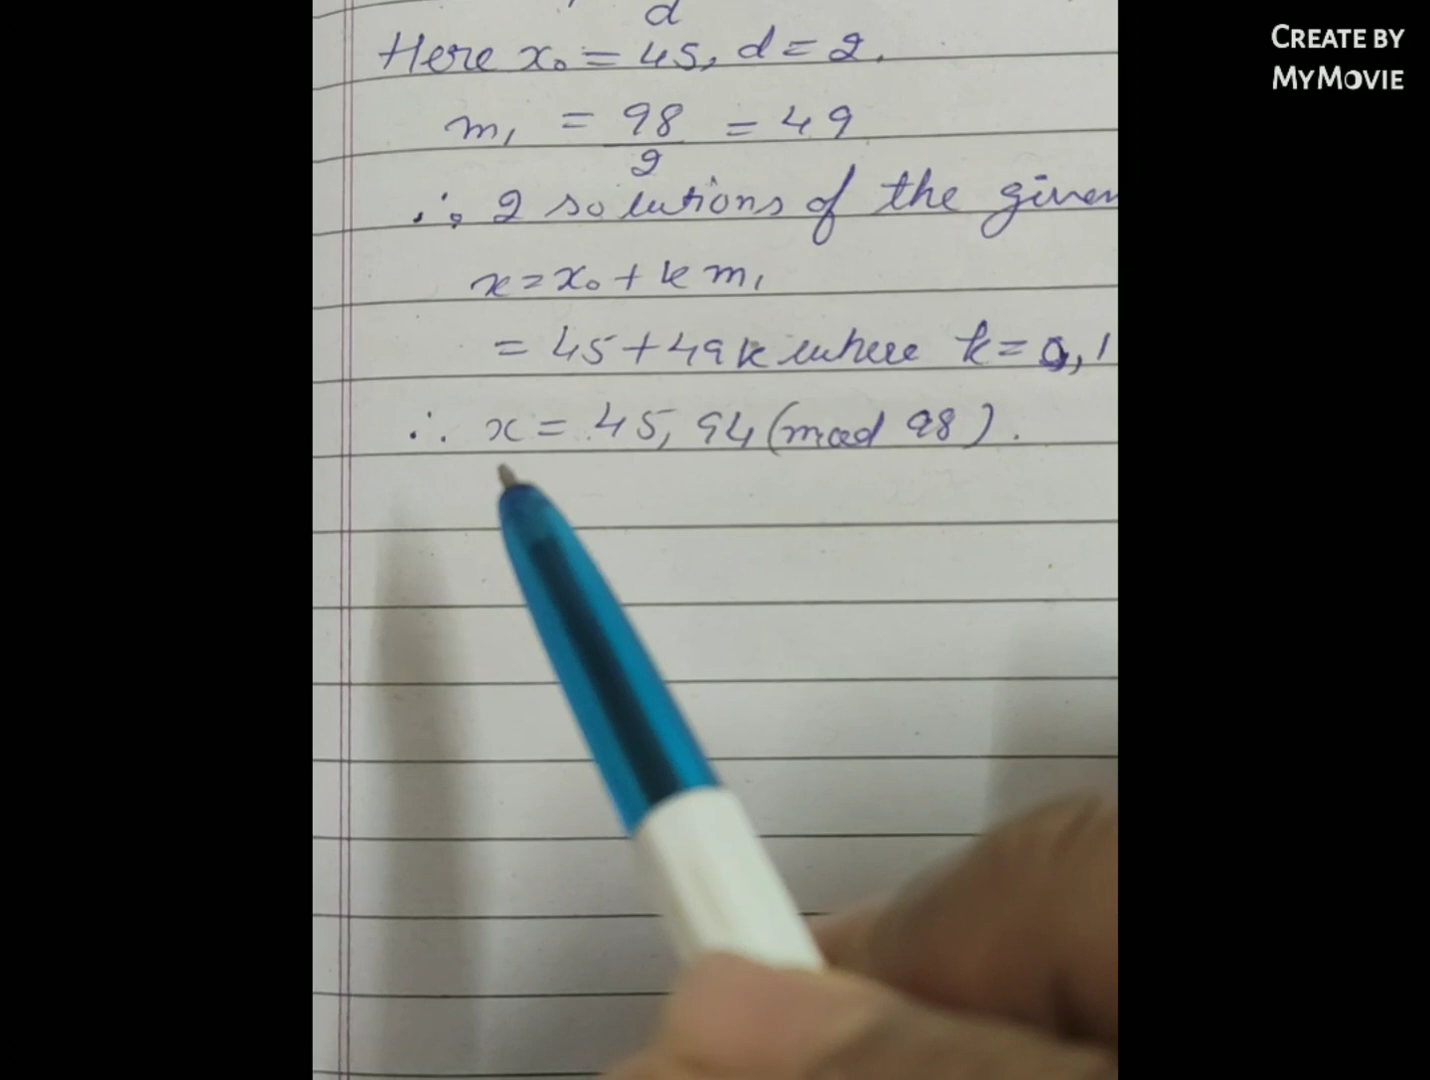 d
Here x₀ = 45, d = 2.
m₁ = 98/2 = 49
∴ 2 solutions of the given
x = x₀ + k m₁
= 45 + 49k where k = 0, 1
∴ x = 45, 94 (mod 98).
CREATE BY
MYMOVIE